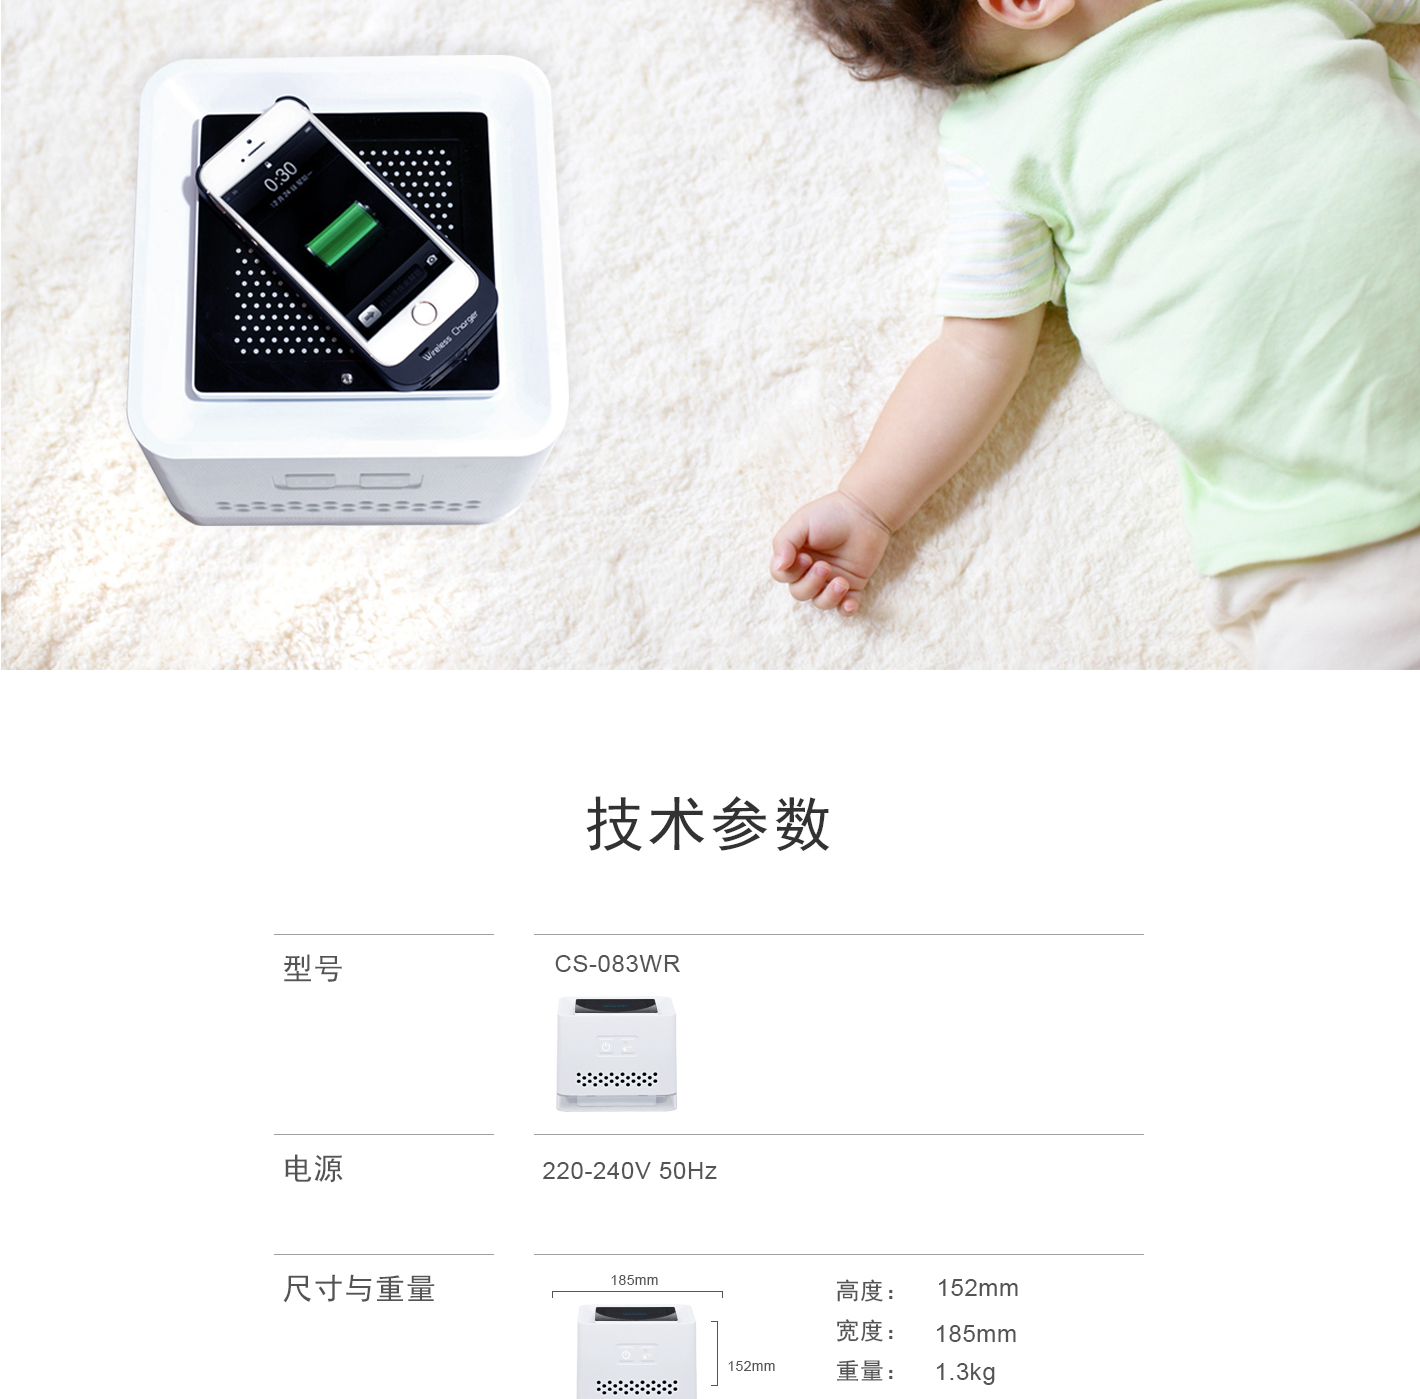 0:30
Wireless Charger
技术参数
型号
CS-083WR
电源
220-240V 50Hz
尺寸与重量
185mm
152mm
高度： 152mm
宽度： 185mm
重量： 1.3kg